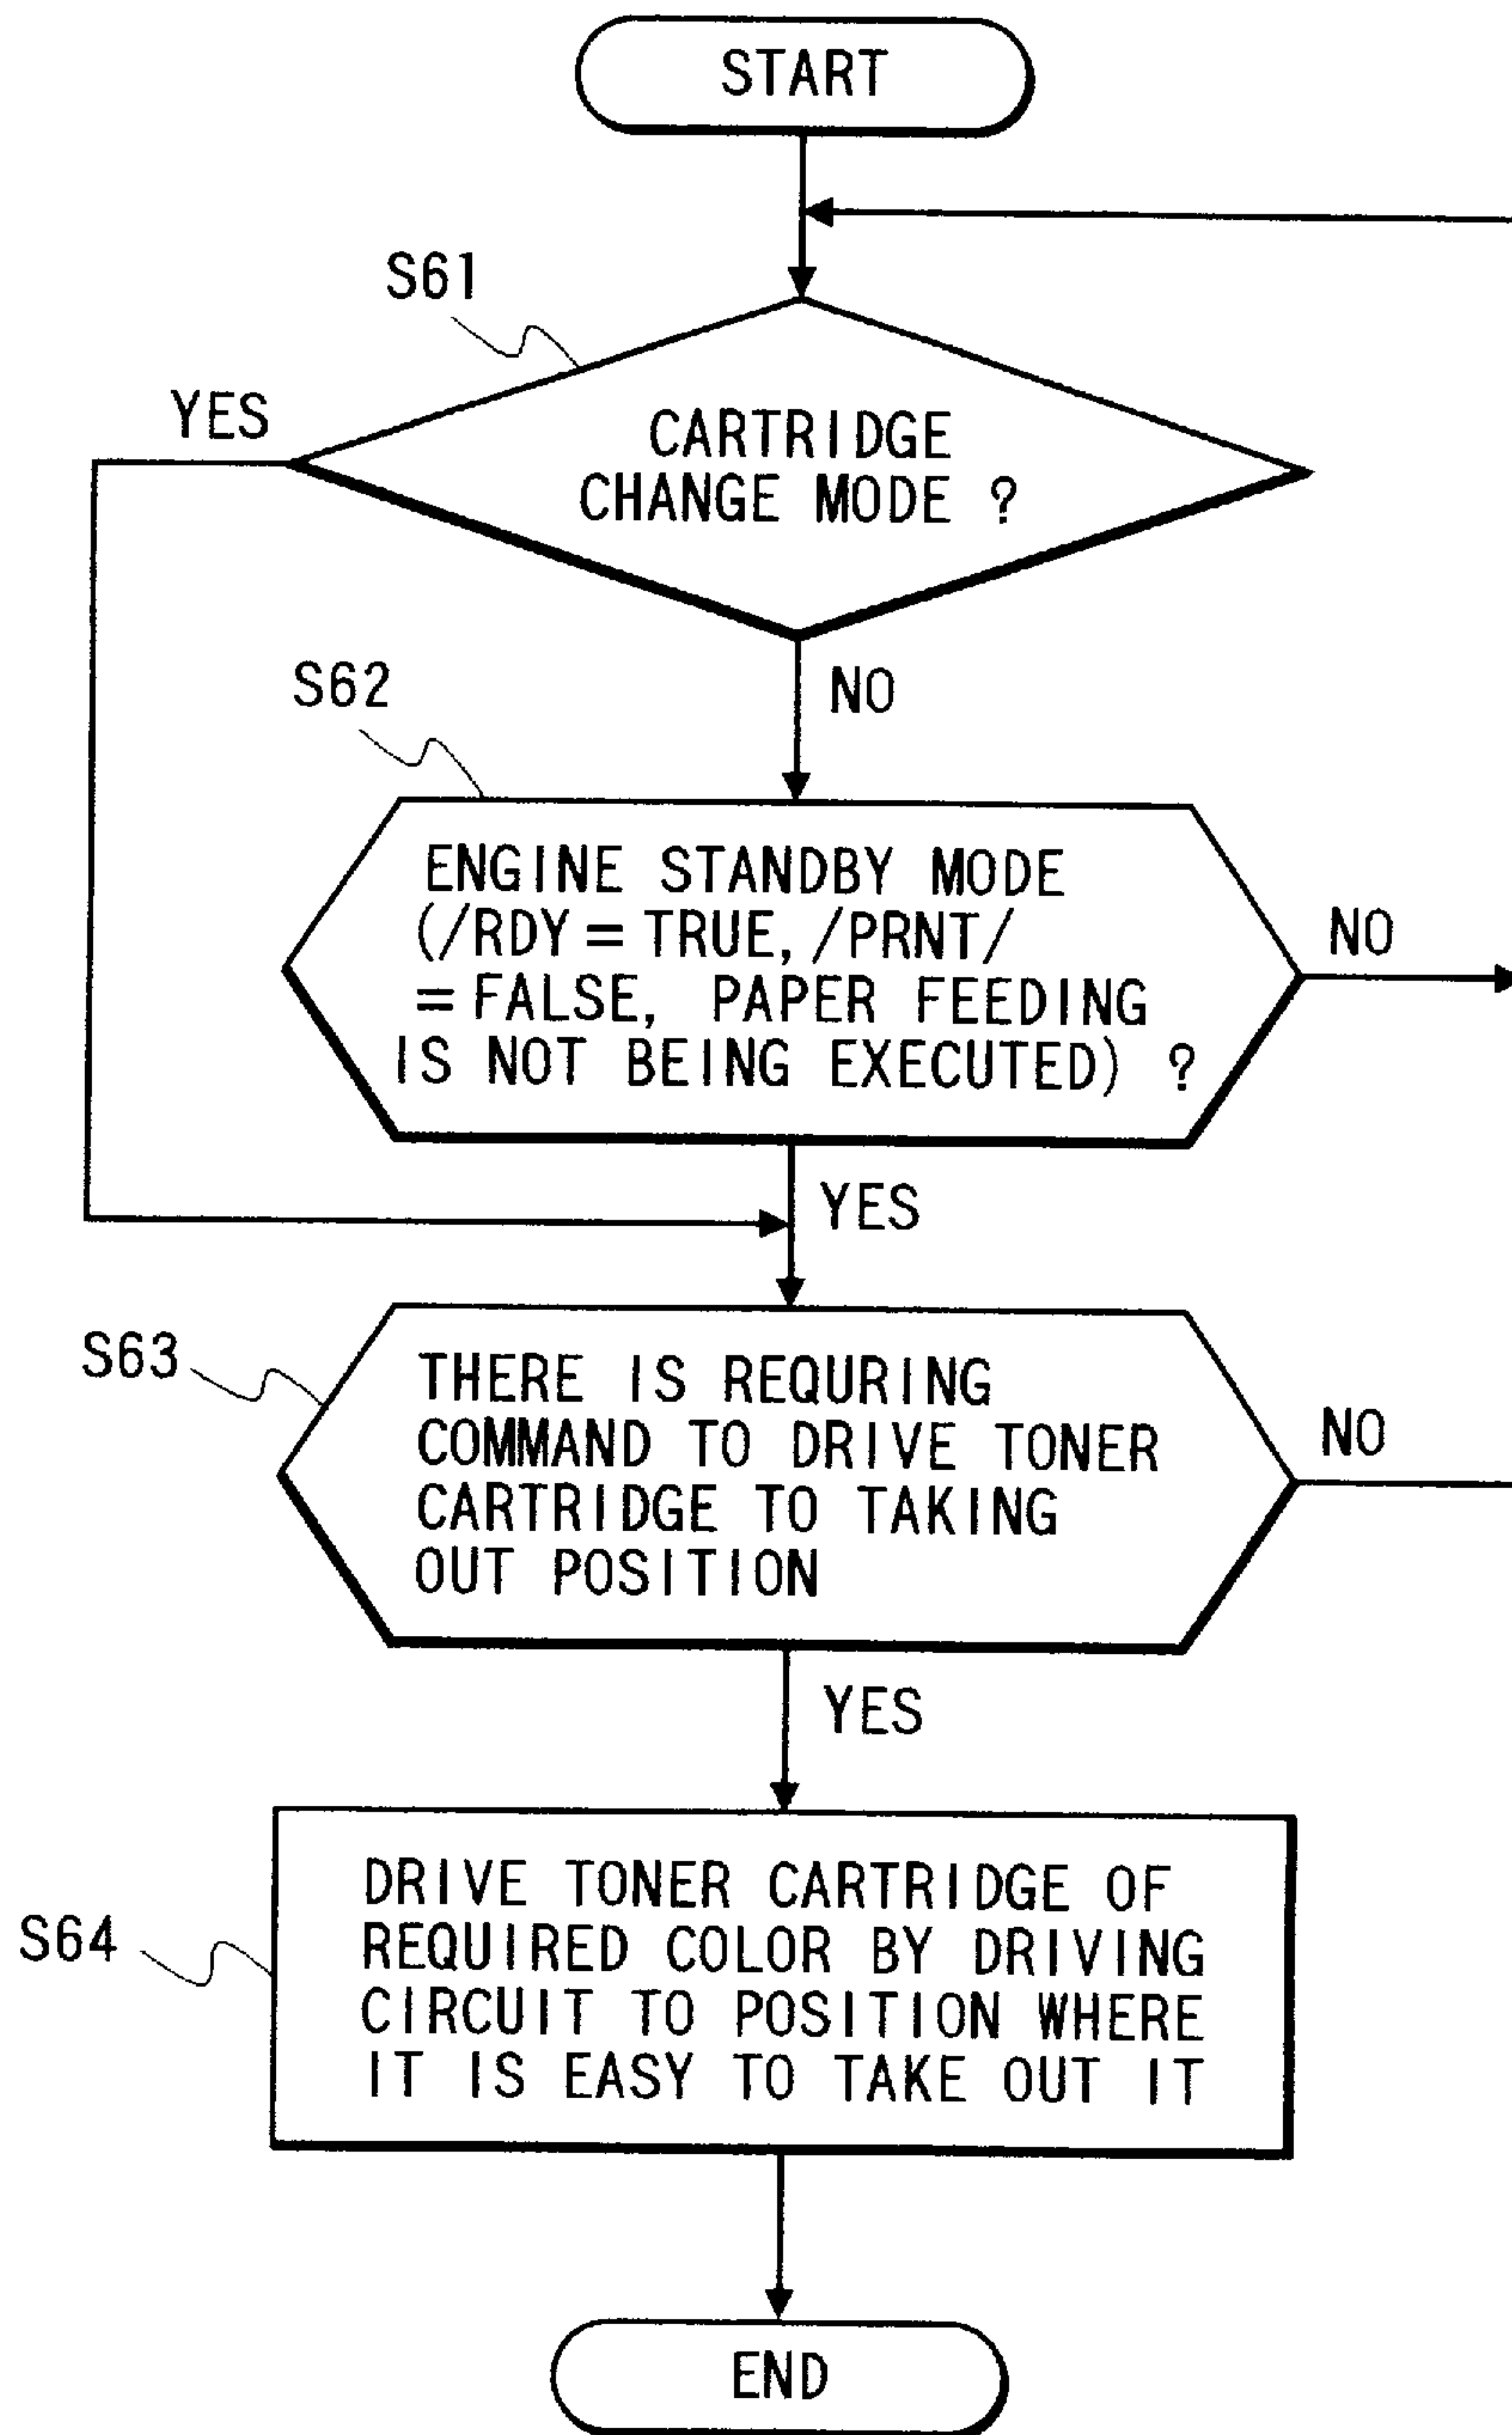 START
S61
YES
CARTRIDGE
CHANGE MODE ?
NO
S62
ENGINE STANDBY MODE
(/RDY = TRUE, /PRNT/
= FALSE, PAPER FEEDING
IS NOT BEING EXECUTED) ?
NO
YES
S63
THERE IS REQURING
COMMAND TO DRIVE TONER
CARTRIDGE TO TAKING
OUT POSITION
NO
YES
S64
DRIVE TONER CARTRIDGE OF
REQUIRED COLOR BY DRIVING
CIRCUIT TO POSITION WHERE
IT IS EASY TO TAKE OUT IT
END